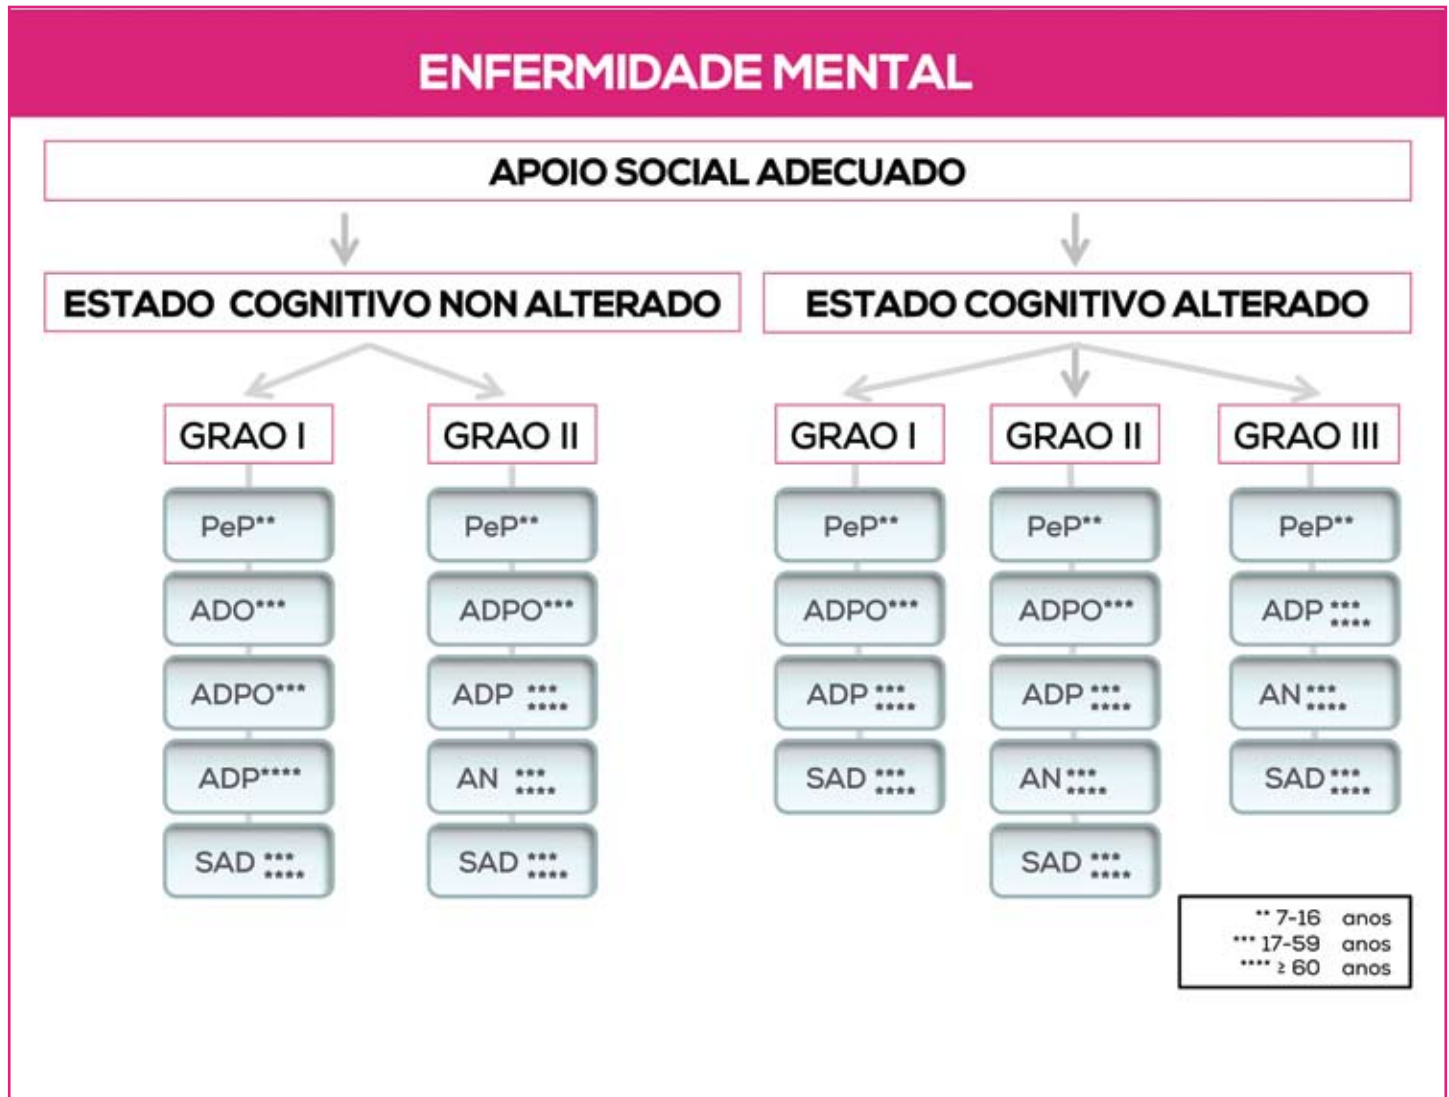 ENFERMIDADE MENTAL
APOIO SOCIAL ADECUADO
ESTADO COGNITIVO NON ALTERADO
ESTADO COGNITIVO ALTERADO
GRAO I
PeP**
ADO***
ADPO***
ADP****
SAD ***
****
GRAO II
PeP**
ADPO***
ADP ***
****
AN ***
****
SAD ***
****
GRAO I
PeP**
ADPO***
ADP ***
****
SAD ***
****
GRAO II
PeP**
ADPO***
ADP ***
****
AN ***
****
SAD ***
****
GRAO III
PeP**
ADP ***
****
AN ***
****
SAD ***
****
** 7-16 anos
*** 17-59 anos
**** ≥ 60 anos